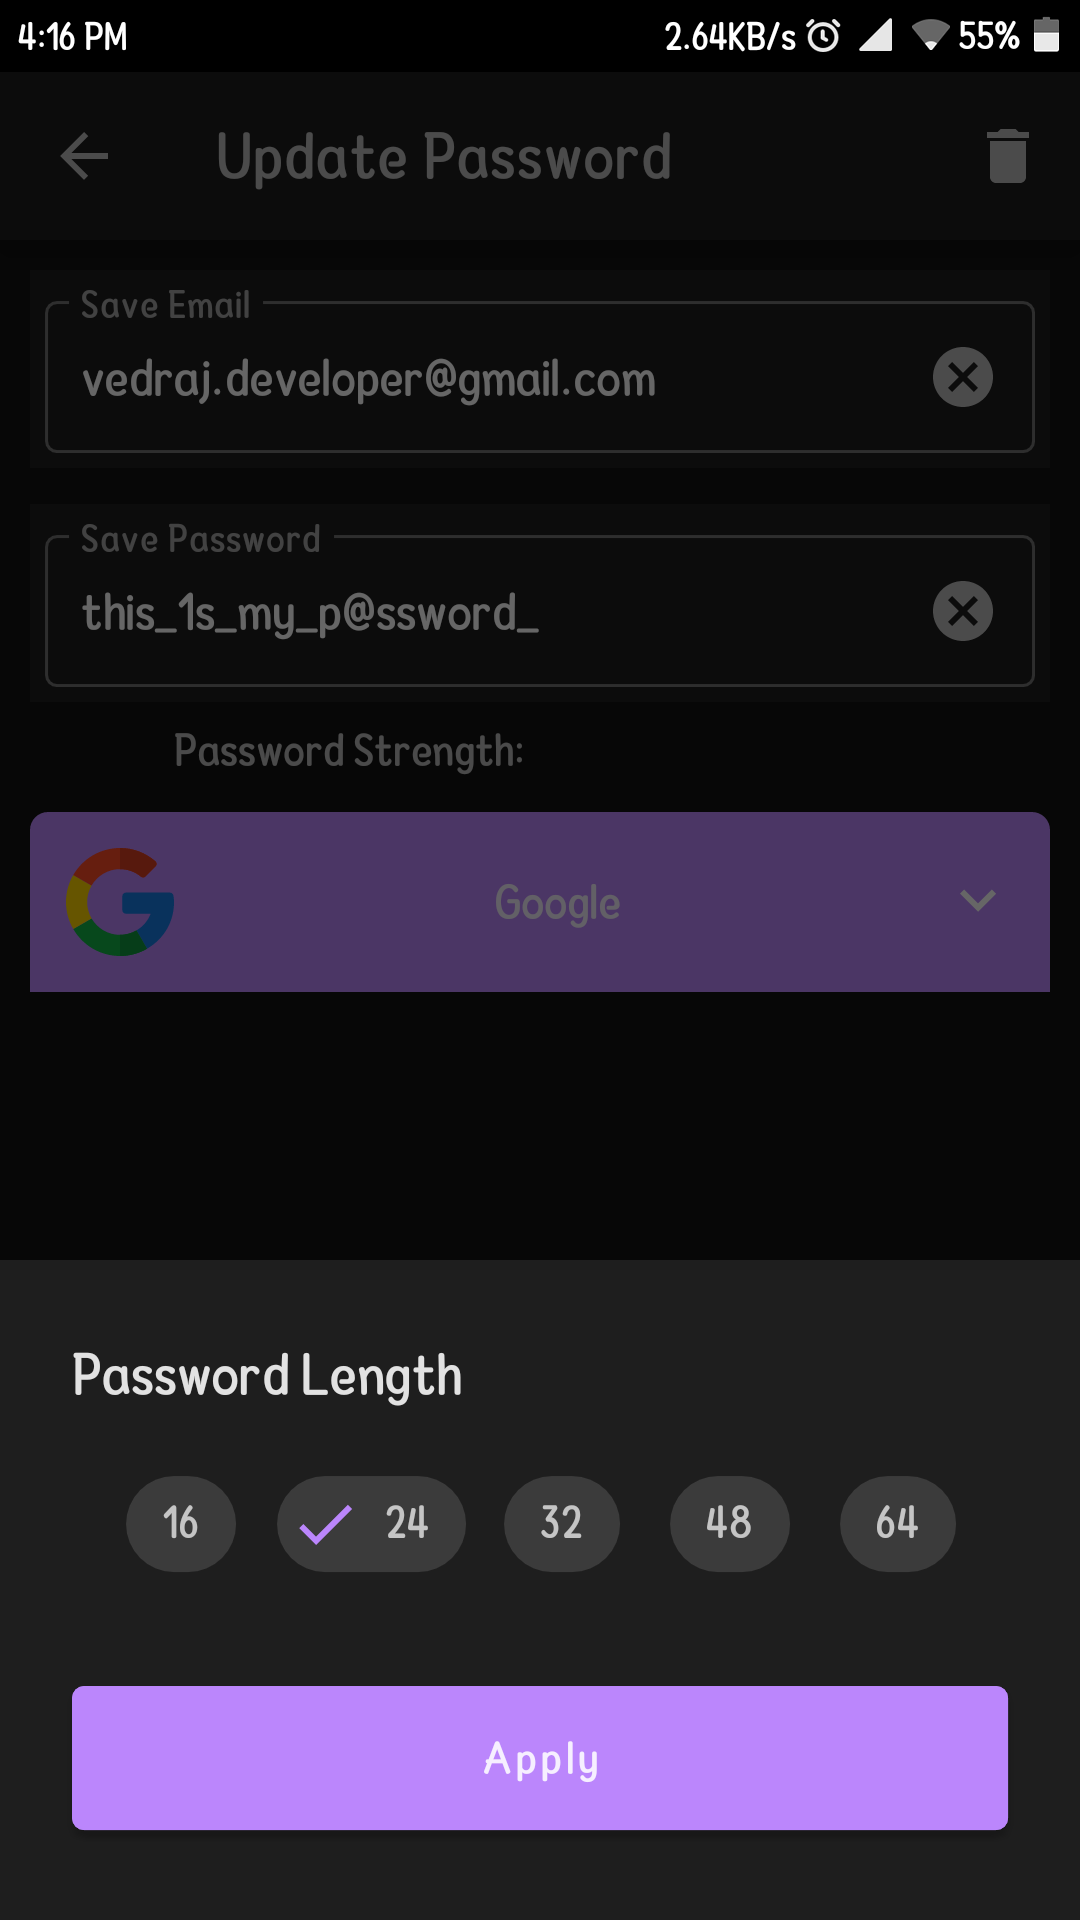 4:16 PM 2.64KB/s 55%
Update Password
Save Email
vedraj.developer@gmail.com
Save Password
this_1s_my_p@ssword_
Password Strength:
Google
Password Length
16 24 32 48 64
Apply